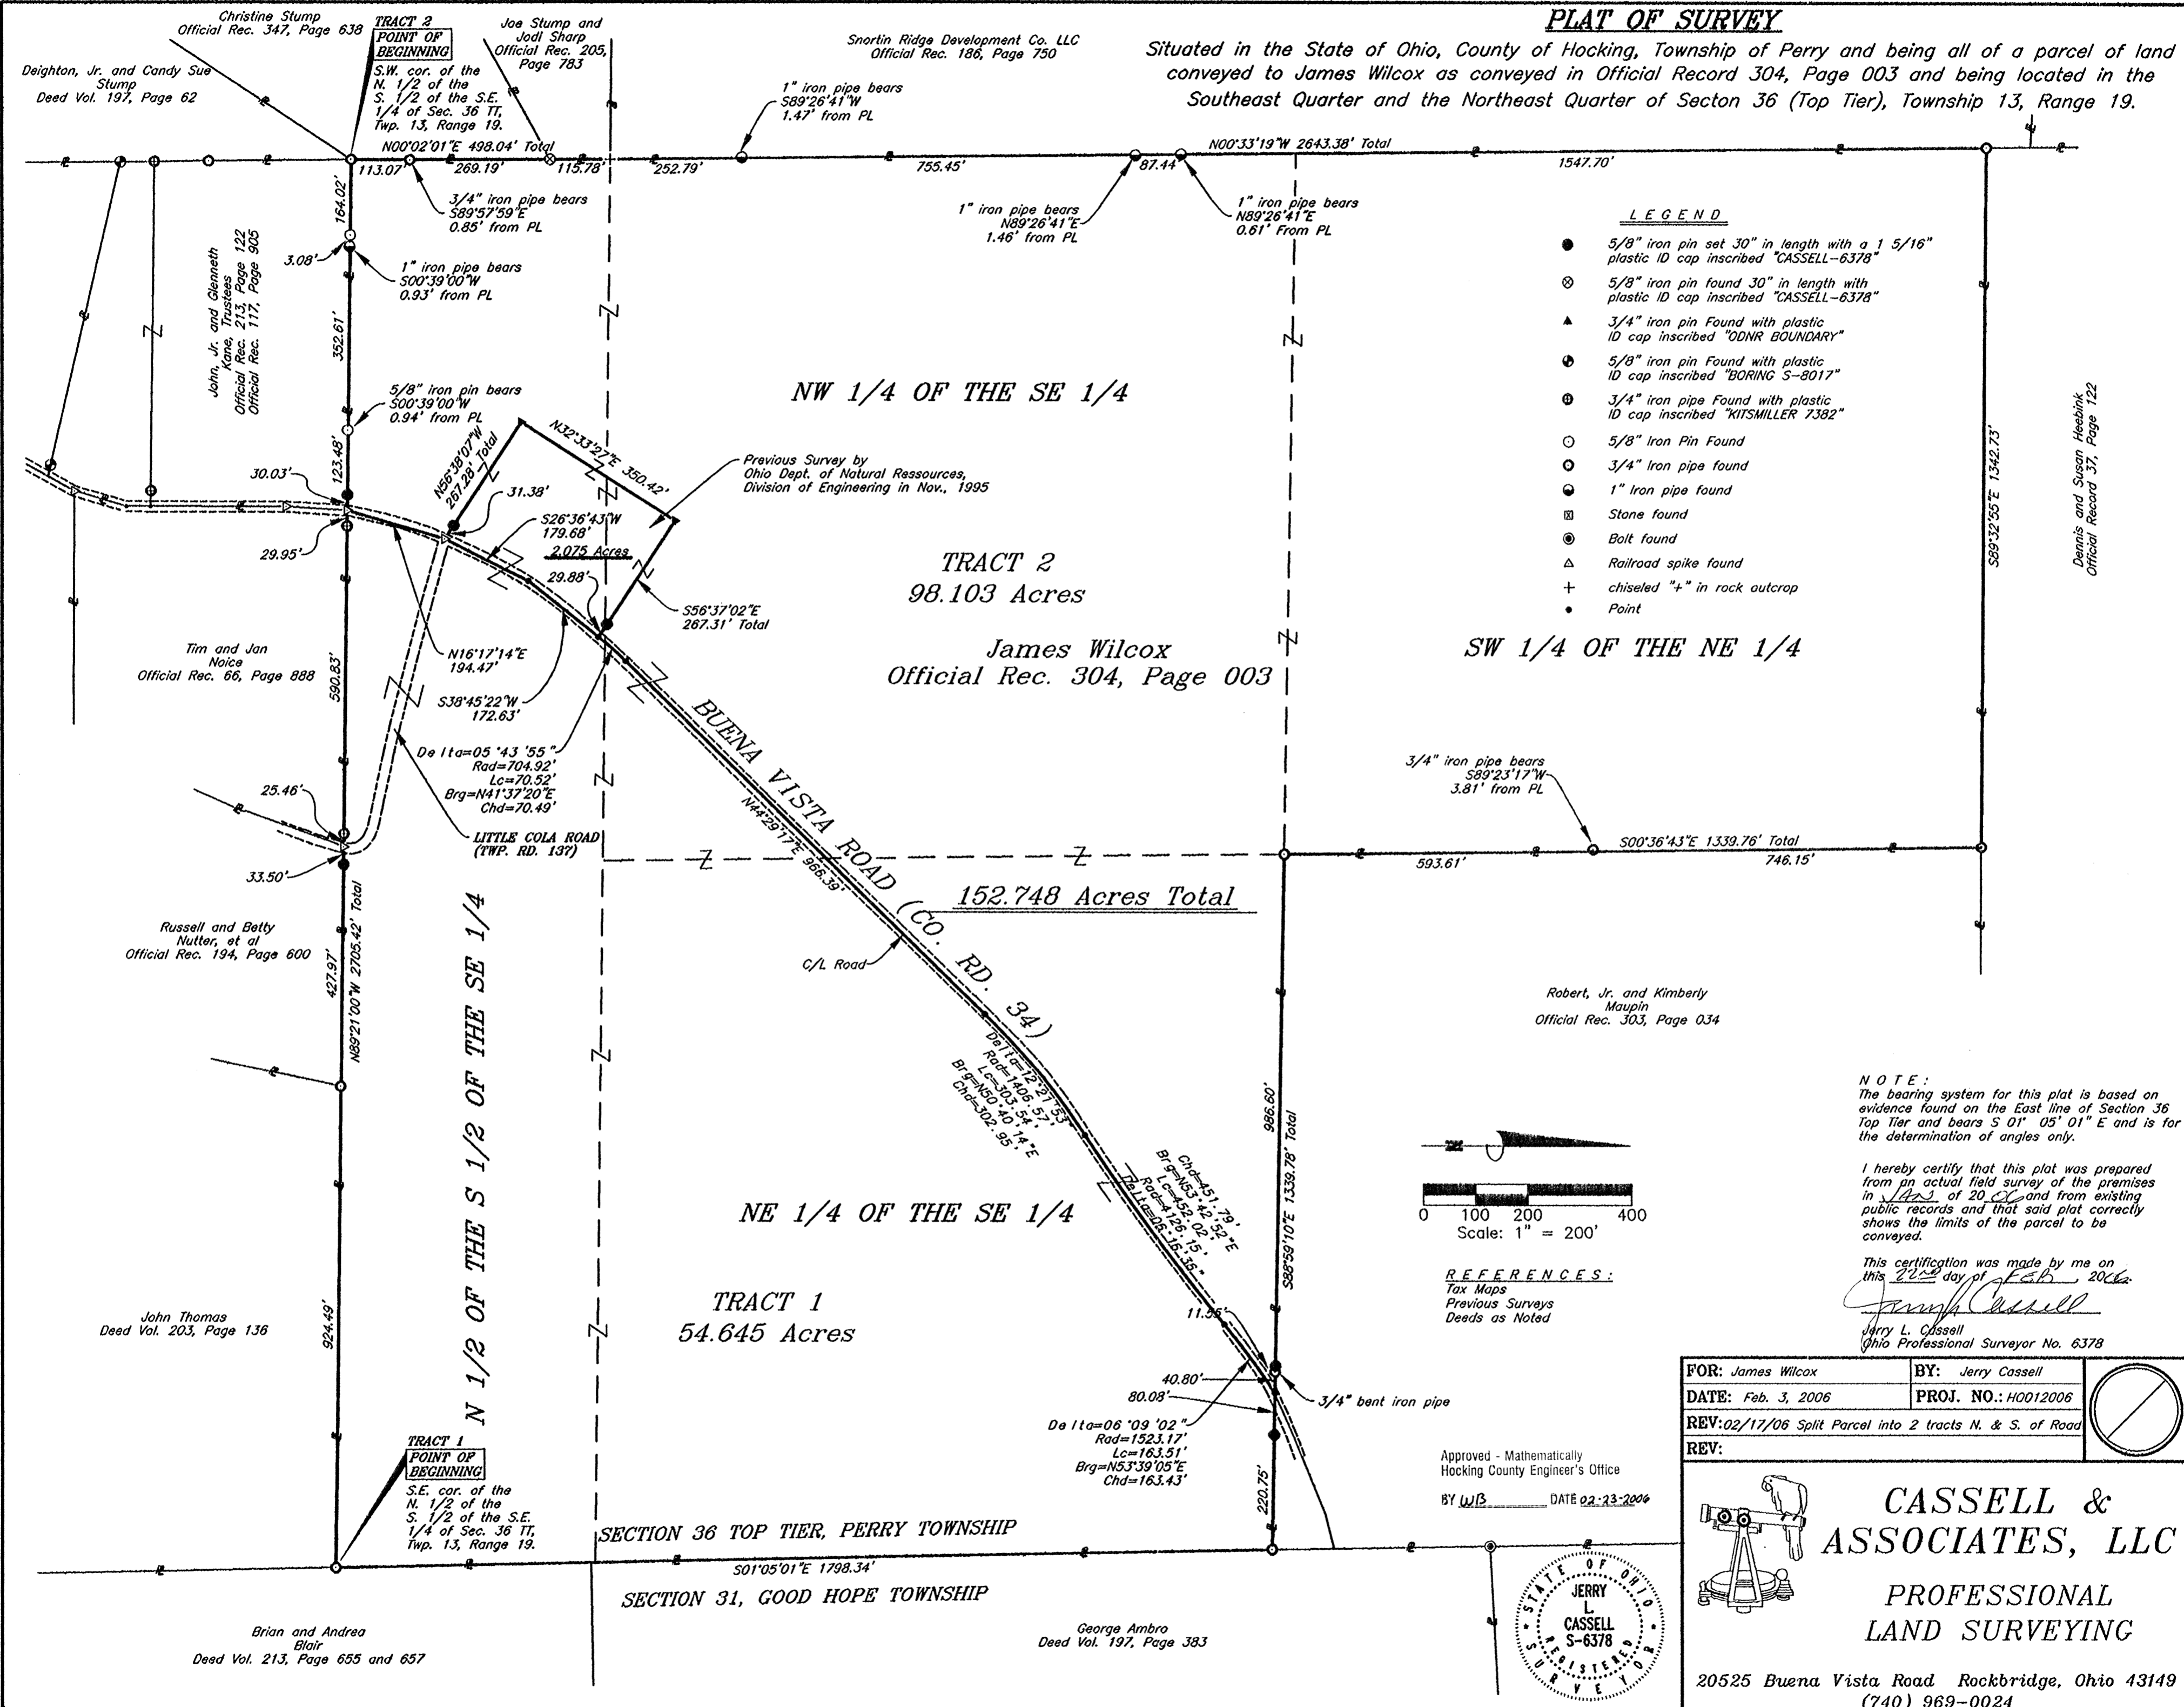 PLAT OF SURVEY
Situated in the State of Ohio, County of Hocking, Township of Perry and being all of a parcel of land
conveyed to James Wilcox as conveyed in Official Record 304, Page 003 and being located in the
Southeast Quarter and the Northeast Quarter of Secton 36 (Top Tier), Township 13, Range 19.
Christine Stump
Official Rec. 347, Page 638
TRACT 2
POINT OF
BEGINNING
S.W. cor. of the
N. 1/2 of the
S. 1/2 of the S.E.
1/4 of Sec. 36 TT,
Twp. 13, Range 19.
Joe Stump and
Jodi Sharp
Official Rec. 205,
Page 783
Snortin Ridge Development Co. LLC
Official Rec. 186, Page 750
Deighton, Jr. and Candy Sue
Stump
Deed Vol. 197, Page 62
1" iron pipe bears
S89°26'41"W
1.47' from PL
N00°02'01"E 498.04' Total
113.07'
269.19'
115.78'
252.79'
755.45'
87.44'
N00°33'19"W 2643.38' Total
1547.70'
164.02'
3/4" iron pipe bears
S89°57'59"E
0.85' from PL
1" iron pipe bears
N89°26'41"E
1.46' from PL
1" iron pipe bears
N89°26'41"E
0.61' From PL
3.08'
1" iron pipe bears
S00°39'00"W
0.93' from PL
John, Jr. and Glenneth
Kane, Trustees
Official Rec. 213, Page 122
Official Rec. 117, Page 905
352.61'
5/8" iron pin bears
S00°39'00"W
0.94' from PL
123.48'
30.03'
29.95'
LEGEND
5/8" iron pin set 30" in length with a 1 5/16"
plastic ID cap inscribed "CASSELL-6378"
5/8" iron pin found 30" in length with
plastic ID cap inscribed "CASSELL-6378"
3/4" iron pin Found with plastic
ID cap inscribed "ODNR BOUNDARY"
5/8" iron pin Found with plastic
ID cap inscribed "BORING S-8017"
3/4" iron pipe Found with plastic
ID cap inscribed "KITSMILLER 7382"
5/8" Iron Pin Found
3/4" Iron pipe found
1" Iron pipe found
Stone found
Bolt found
Railroad spike found
chiseled "+" in rock outcrop
Point
S89°32'55"E 1342.73'
Dennis and Susan Heebink
Official Record 37, Page 122
NW 1/4 OF THE SE 1/4
N56°38'07"W
267.28' Total
N32°33'27"E 350.42'
Previous Survey by
Ohio Dept. of Natural Ressources,
Division of Engineering in Nov., 1995
31.38'
S26°36'43"W
179.68'
2.075 Acres
29.88'
S56°37'02"E
267.31' Total
TRACT 2
98.103 Acres
James Wilcox
Official Rec. 304, Page 003
SW 1/4 OF THE NE 1/4
Tim and Jan
Noice
Official Rec. 66, Page 888
590.83'
N16°17'14"E
194.47'
S38°45'22"W
172.63'
Delta=05°43'55"
Rad=704.92'
Lc=70.52'
Brg=N41°37'20"E
Chd=70.49'
LITTLE COLA ROAD
(TWP. RD. 137)
BUENA VISTA ROAD (CO. RD. 34)
N44°29'17"E 966.39'
C/L Road
25.46'
33.50'
3/4" iron pipe bears
S89°23'17"W
3.81' from PL
593.61'
S00°36'43"E 1339.76' Total
746.15'
152.748 Acres Total
Russell and Betty
Nutter, et al
Official Rec. 194, Page 600
427.97'
N89°21'00"W 2705.42' Total
N 1/2 OF THE S 1/2 OF THE SE 1/4
Robert, Jr. and Kimberly
Maupin
Official Rec. 303, Page 034
Delta=12°21'53"
Rad=1406.57'
Lc=303.54'
Brg=N50°40'14"E
Chd=302.95'
Chd=451.79'
Brg=N53°42'52"E
Lc=452.02'
Rad=4126.15'
Delta=06°16'36"
986.60'
S88°59'10"E 1339.78' Total
NE 1/4 OF THE SE 1/4
TRACT 1
54.645 Acres
11.55'
40.80'
80.08'
3/4" bent iron pipe
Delta=06°09'02"
Rad=1523.17'
Lc=163.51'
Brg=N53°39'05"E
Chd=163.43'
220.75'
0 100 200 400
Scale: 1" = 200'
REFERENCES:
Tax Maps
Previous Surveys
Deeds as Noted
NOTE:
The bearing system for this plat is based on
evidence found on the East line of Section 36
Top Tier and bears S 01° 05' 01" E and is for
the determination of angles only.
I hereby certify that this plat was prepared
from an actual field survey of the premises
in JAN of 20 06 and from existing
public records and that said plat correctly
shows the limits of the parcel to be
conveyed.
This certification was made by me on
this 22nd day of FEB, 2006.
Jerry Cassell
Jerry L. Cassell
Ohio Professional Surveyor No. 6378
John Thomas
Deed Vol. 203, Page 136
924.49'
TRACT 1
POINT OF
BEGINNING
S.E. cor. of the
N. 1/2 of the
S. 1/2 of the S.E.
1/4 of Sec. 36 TT,
Twp. 13, Range 19.
SECTION 36 TOP TIER, PERRY TOWNSHIP
S01°05'01"E 1798.34'
SECTION 31, GOOD HOPE TOWNSHIP
Brian and Andrea
Blair
Deed Vol. 213, Page 655 and 657
George Ambro
Deed Vol. 197, Page 383
Approved - Mathematically
Hocking County Engineer's Office
BY WB DATE 02-23-2006
STATE OF OHIO
JERRY
L.
CASSELL
S-6378
REGISTERED
SURVEYOR
FOR: James Wilcox
BY: Jerry Cassell
DATE: Feb. 3, 2006
PROJ. NO.: H0012006
REV: 02/17/06 Split Parcel into 2 tracts N. & S. of Road
REV:
CASSELL &
ASSOCIATES, LLC
PROFESSIONAL
LAND SURVEYING
20525 Buena Vista Road Rockbridge, Ohio 43149
(740) 969-0024